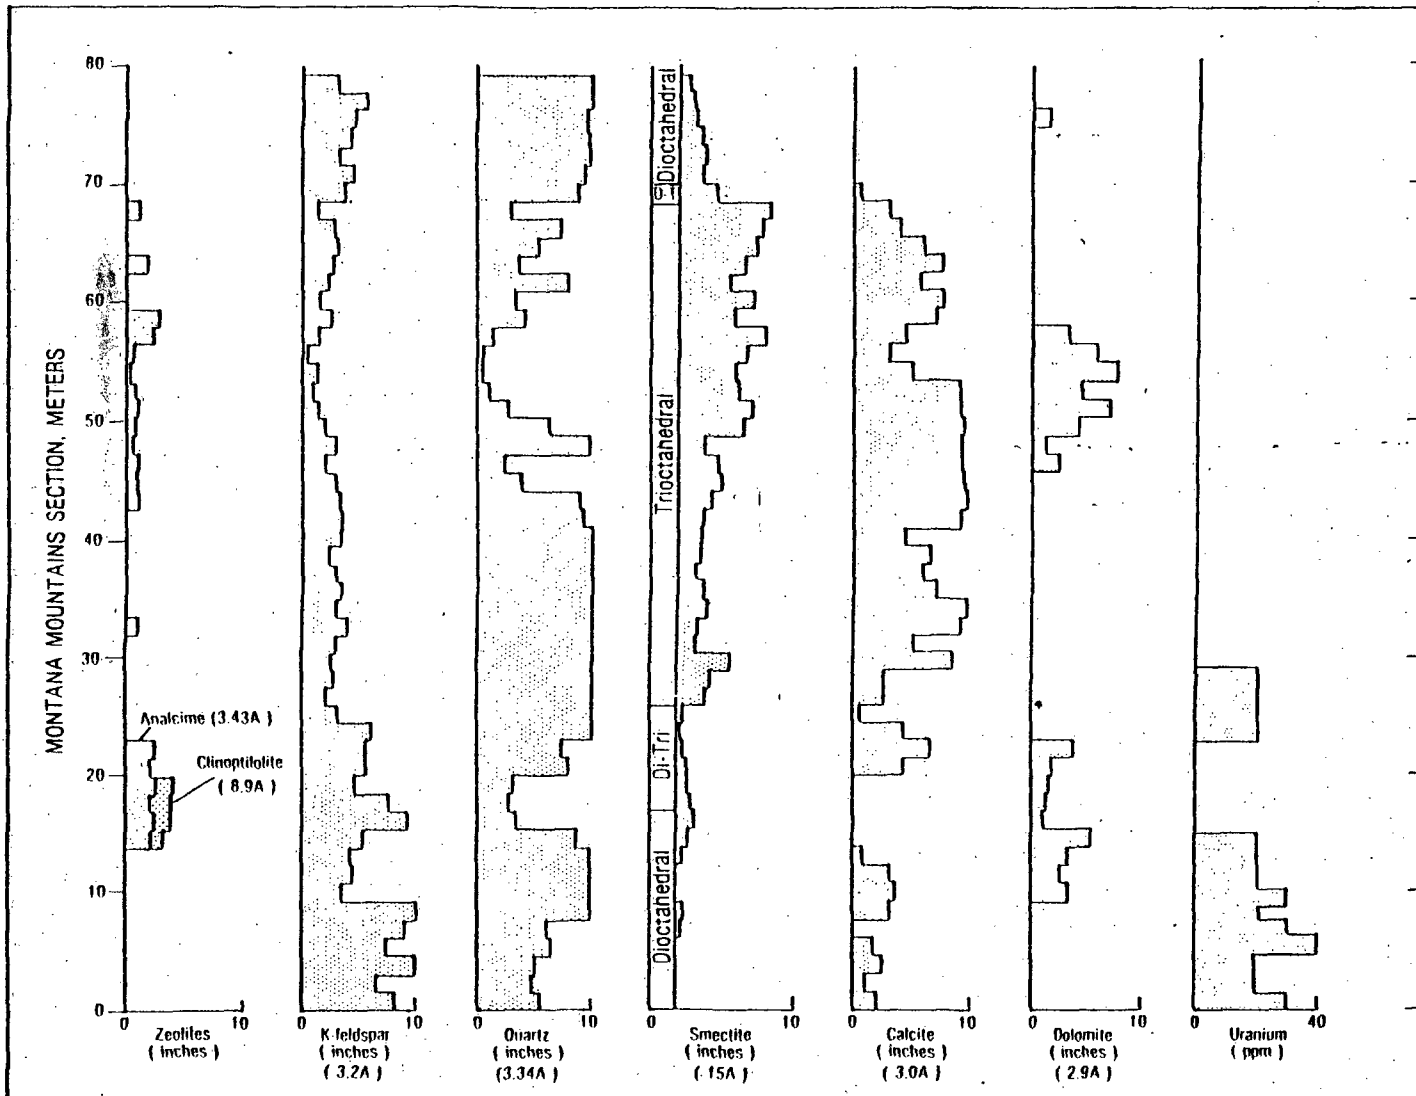 80
70
60
50
40
30
20
10
0
MONTANA MOUNTAINS SECTION, METERS
Analcime (3.43A)
Clinoptilolite
(8.9A)
Dioctahedral
Trioctahedral
Di-Tri
Dioctahedral
0 10
Zeolites
(inches)
0 10
K-feldspar
(inches)
(3.2A)
0 10
Quartz
(inches)
(3.34A)
0 10
Smectite
(inches)
(15A)
0 10
Calcite
(inches)
(3.0A)
0 10
Dolomite
(inches)
(2.9A)
0 40
Uranium
(ppm)